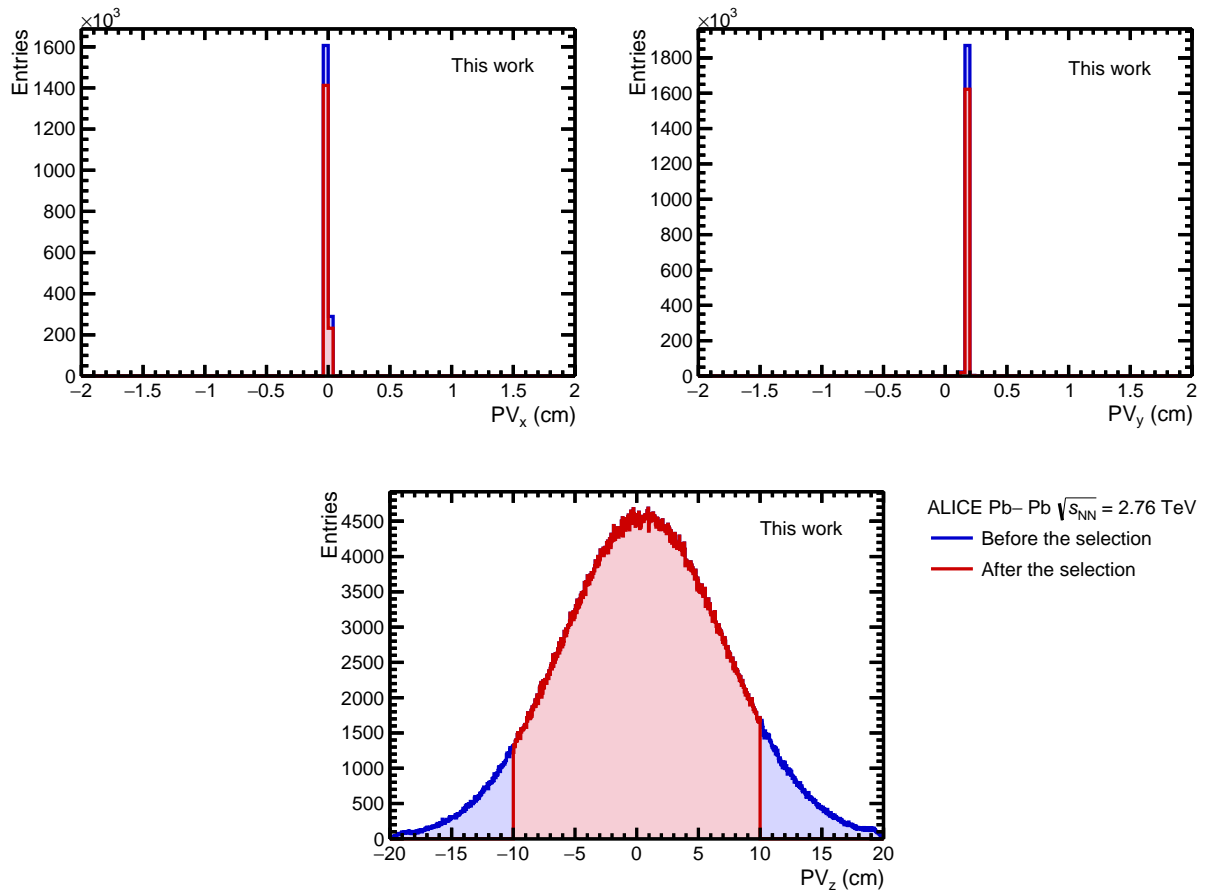 ×10³
Entries
This work
1600
1400
1200
1000
800
600
400
200
0
−2 −1.5 −1 −0.5 0 0.5 1 1.5 2
PVx (cm)
×10³
Entries
This work
1800
1600
1400
1200
1000
800
600
400
200
0
−2 −1.5 −1 −0.5 0 0.5 1 1.5 2
PVy (cm)
Entries
This work
4500
4000
3500
3000
2500
2000
1500
1000
500
0
−20 −15 −10 −5 0 5 10 15 20
PVz (cm)
ALICE Pb– Pb √sNN = 2.76 TeV
Before the selection
After the selection